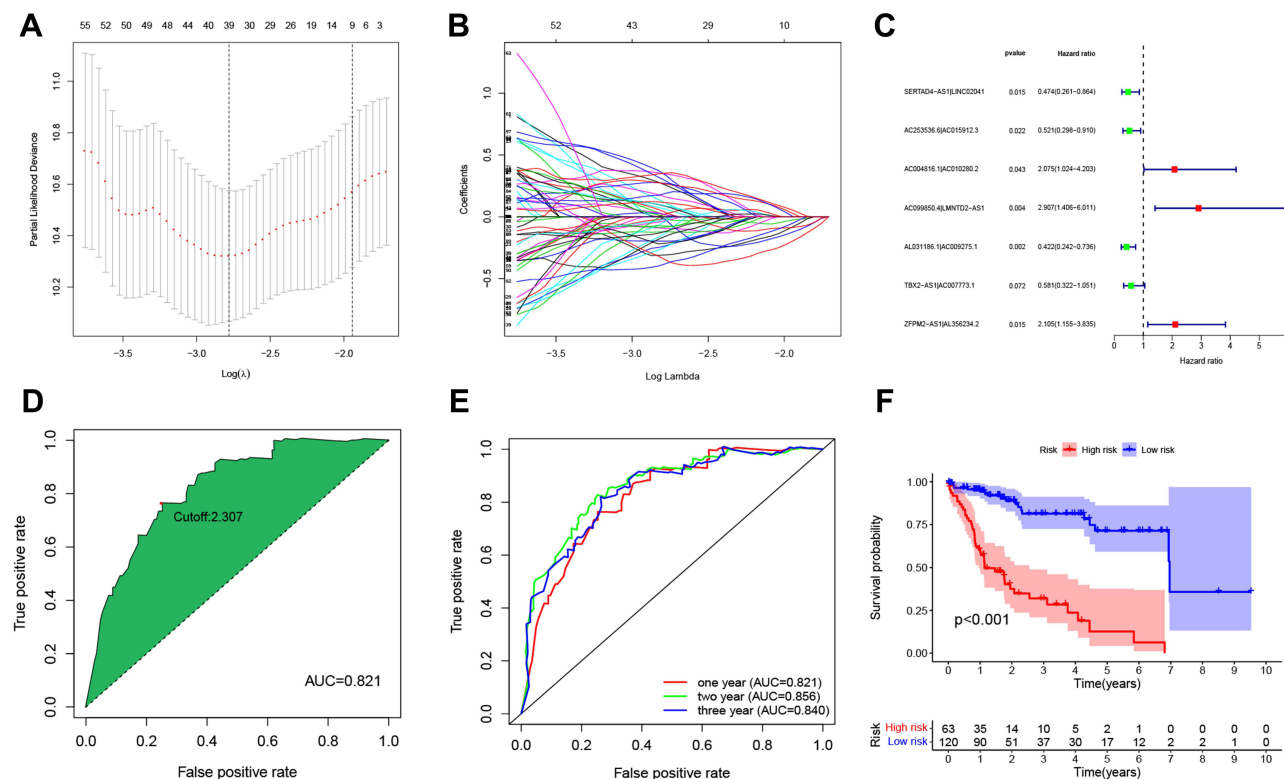 A
55 52 50 49 48 48 47 39 30 29 26 19 14 9 6 3
Partial Likelihood Deviance
11.0
10.8
10.6
10.4
10.2
−3.5 −3.0 −2.5 −2.0
Log(λ)
B
52 43 29 10
Coefficients
1.0
0.5
0.0
−0.5
−3.5 −3.0 −2.5 −2.0
Log Lambda
C
pvalue Hazard ratio
SERTAD4−AS1|LINC02041 0.015 0.474(0.261−0.864)
AC253536.6|AC015912.3 0.022 0.521(0.298−0.910)
AC004816.1|AC010280.2 0.043 2.075(1.024−4.203)
AC099850.4|LMNTD2−AS1 0.004 2.907(1.406−6.011)
AL031186.1|AC009275.1 0.002 0.422(0.242−0.736)
TBX2−AS1|AC007773.1 0.072 0.581(0.322−1.051)
ZFPM2−AS1|AL356234.2 0.015 2.105(1.155−3.835)
0 1 2 3 4 5
Hazard ratio
D
True positive rate
1.0
0.8
0.6
0.4
0.2
0.0
Cutoff:2.307
AUC=0.821
0.0 0.2 0.4 0.6 0.8 1.0
False positive rate
E
True positive rate
1.0
0.8
0.6
0.4
0.2
0.0
one year (AUC=0.821)
two year (AUC=0.856)
three year (AUC=0.840)
0.0 0.2 0.4 0.6 0.8 1.0
False positive rate
F
Risk High risk Low risk
Survival probability
1.00
0.75
0.50
0.25
0.00
p<0.001
0 1 2 3 4 5 6 7 8 9 10
Time(years)
Risk
High risk 63 35 14 10 5 2 1 0 0 0 0
Low risk 120 90 51 37 30 17 12 2 2 1 0
0 1 2 3 4 5 6 7 8 9 10
Time(years)